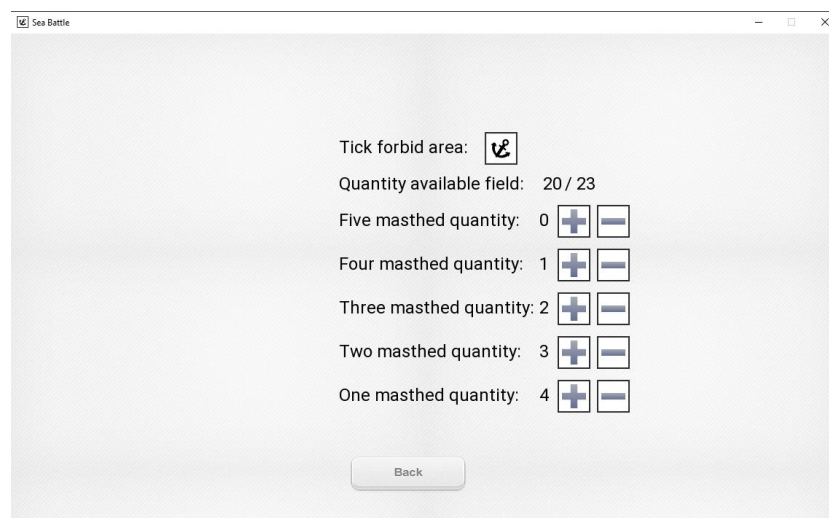 Sea Battle
Tick forbid area:
Quantity available field: 20 / 23
Five masthed quantity: 0
Four masthed quantity: 1
Three masthed quantity: 2
Two masthed quantity: 3
One masthed quantity: 4
Back